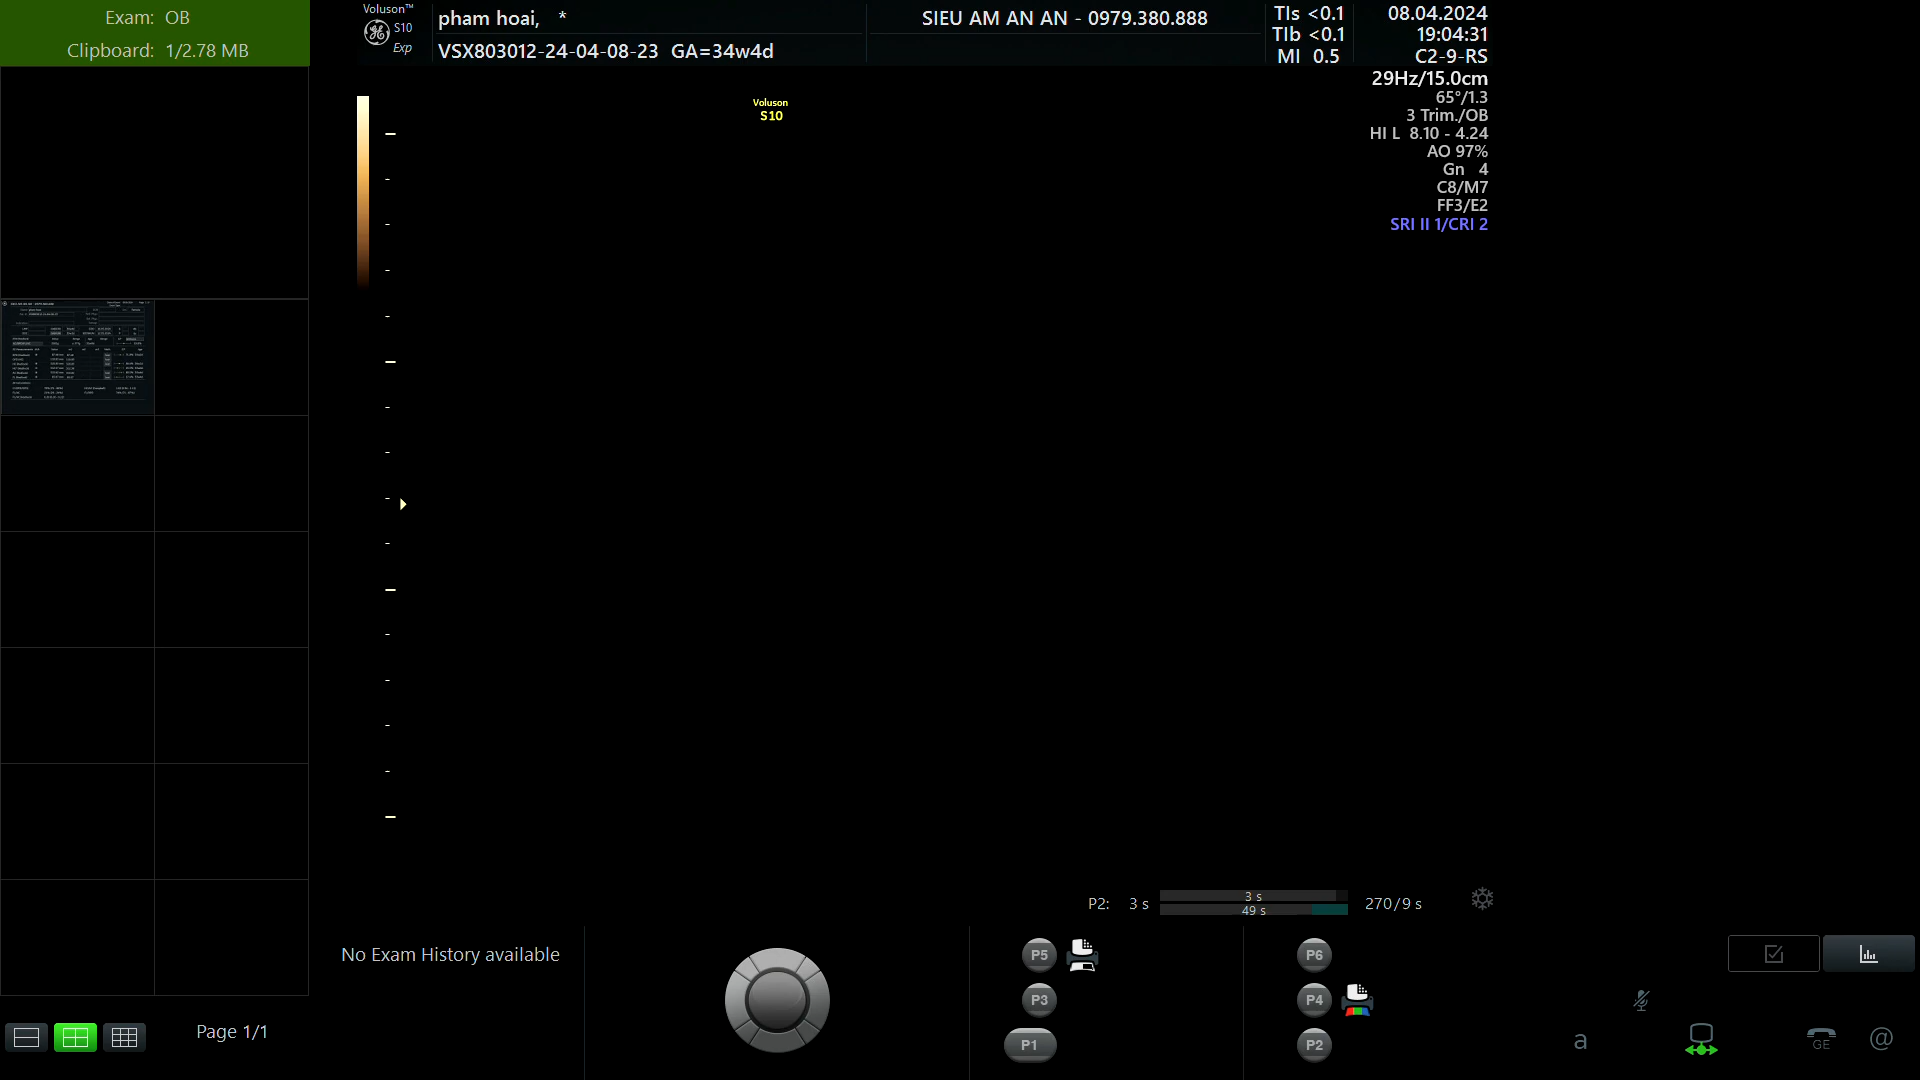 Exam: OB
Clipboard: 1/2.78 MB
Voluson™
S10
Exp
pham hoai, *
VSX803012-24-04-08-23 GA=34w4d
SIEU AM AN AN - 0979.380.888
TIs <0.1
TIb <0.1
MI 0.5
08.04.2024
19:04:31
C2-9-RS
29Hz/15.0cm
65°/1.3
3 Trim./OB
HI L 8.10 - 4.24
AO 97%
Gn 4
C8/M7
FF3/E2
SRI II 1/CRI 2
Voluson
S10
P2: 3 s
3 s
49 s
270/9 s
No Exam History available
P5
P3
P1
P6
P4
P2
a
GE
@
Page 1/1